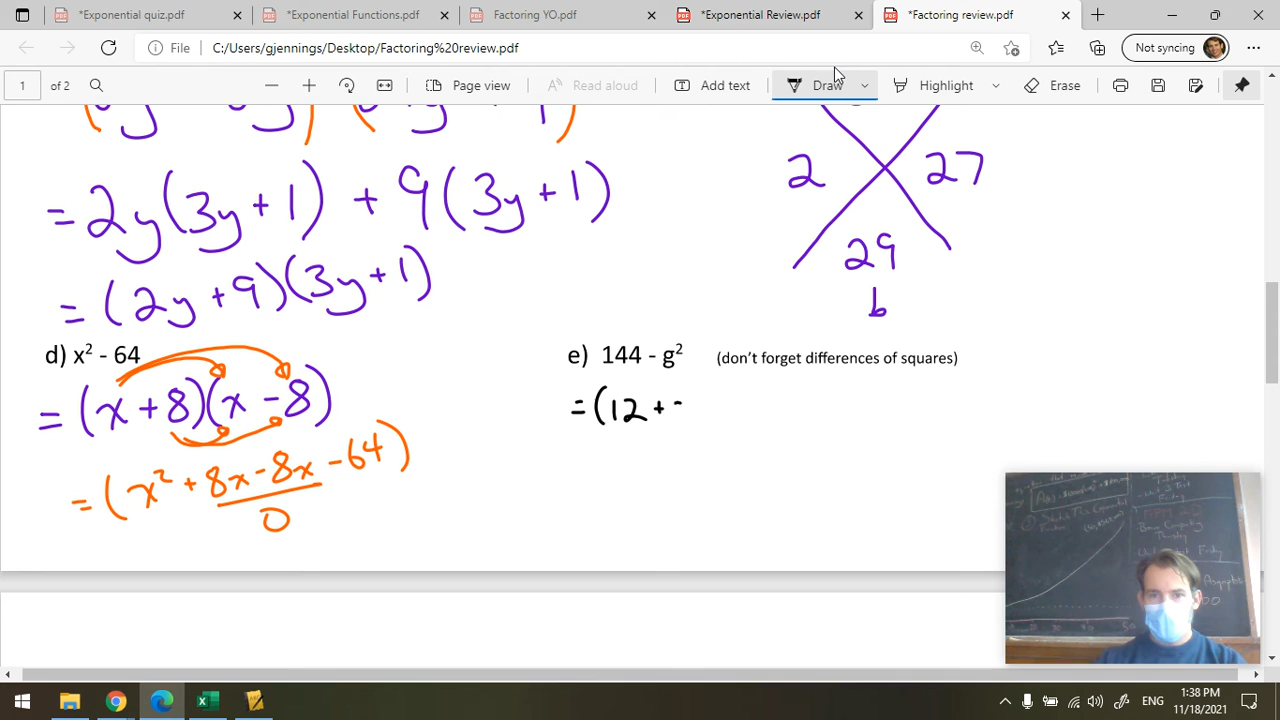 *Exponential quiz.pdf
*Exponential Functions.pdf
Factoring YO.pdf
*Exponential Review.pdf
*Factoring review.pdf
File
C:/Users/gjennings/Desktop/Factoring%20review.pdf
Not syncing
1 of 2
Page view
Read aloud
Add text
Draw
Highlight
Erase
= 2y(3y+1) + 9(3y+1)
= (2y+9)(3y+1)
2 27
29
b
d) x² - 64
= (x+8)(x-8)
= (x² + 8x - 8x - 64)
0
e) 144 - g² (don't forget differences of squares)
= (12 + -
ENG
1:38 PM
11/18/2021